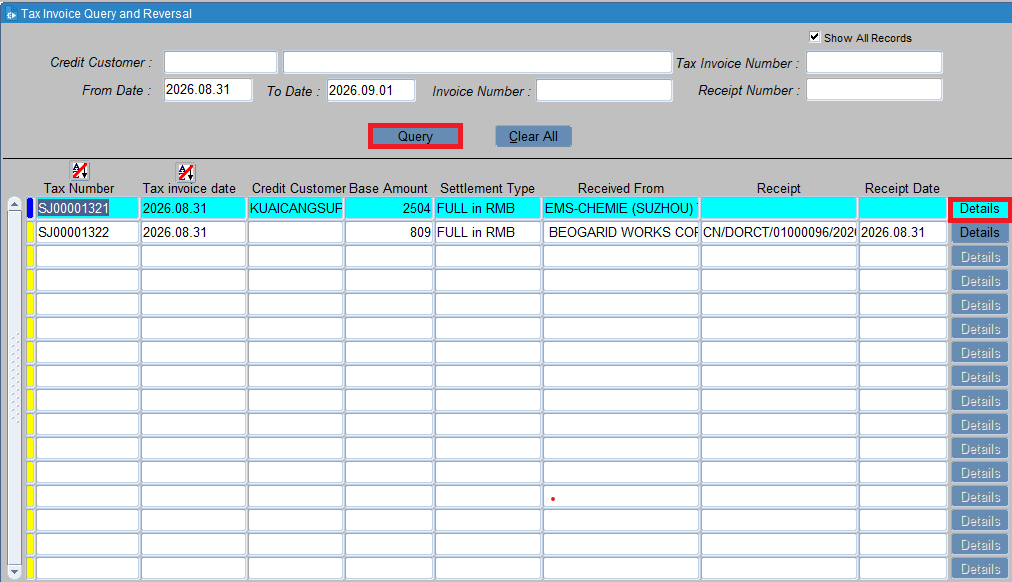 Tax Invoice Query and Reversal
Show All Records
Credit Customer : Tax Invoice Number :
From Date : 2026.08.31 To Date : 2026.09.01 Invoice Number : Receipt Number :
Query Clear All
Tax Number Tax invoice date Credit Customer Base Amount Settlement Type Received From Receipt Receipt Date
SJ00001321 2026.08.31 KUAICANGSUF 2504 FULL in RMB EMS-CHEMIE (SUZHOU) Details
SJ00001322 2026.08.31 809 FULL in RMB BEOGARID WORKS COR CN/DORCT/01000096/202 2026.08.31 Details
Details
Details
Details
Details
Details
Details
Details
Details
Details
Details
Details
Details
Details
Details